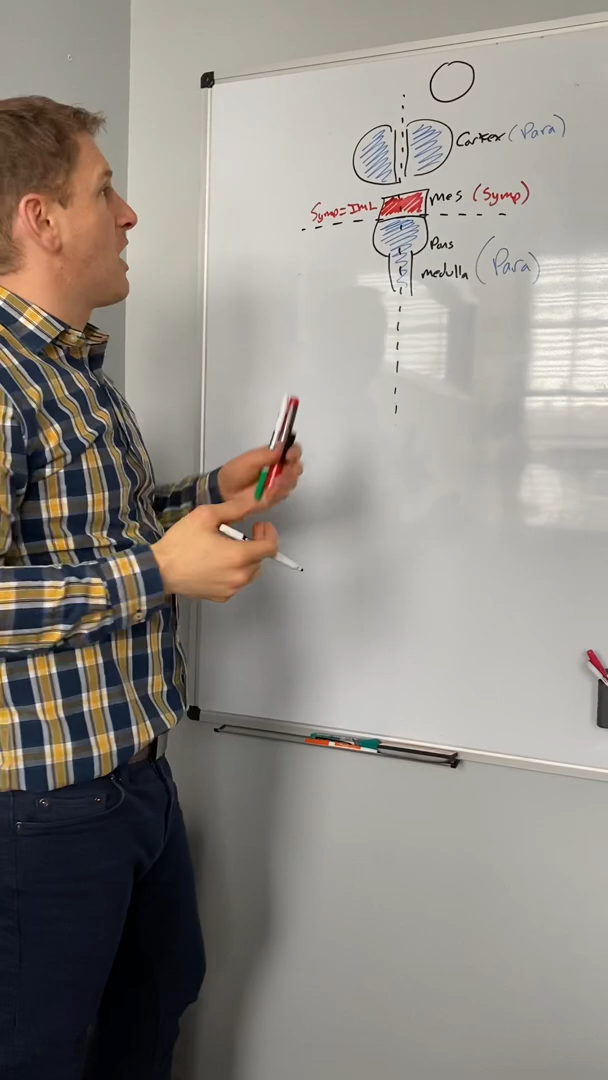 Cortex (Para)
Symp = IML mes (Symp)
Pons
medulla (Para)